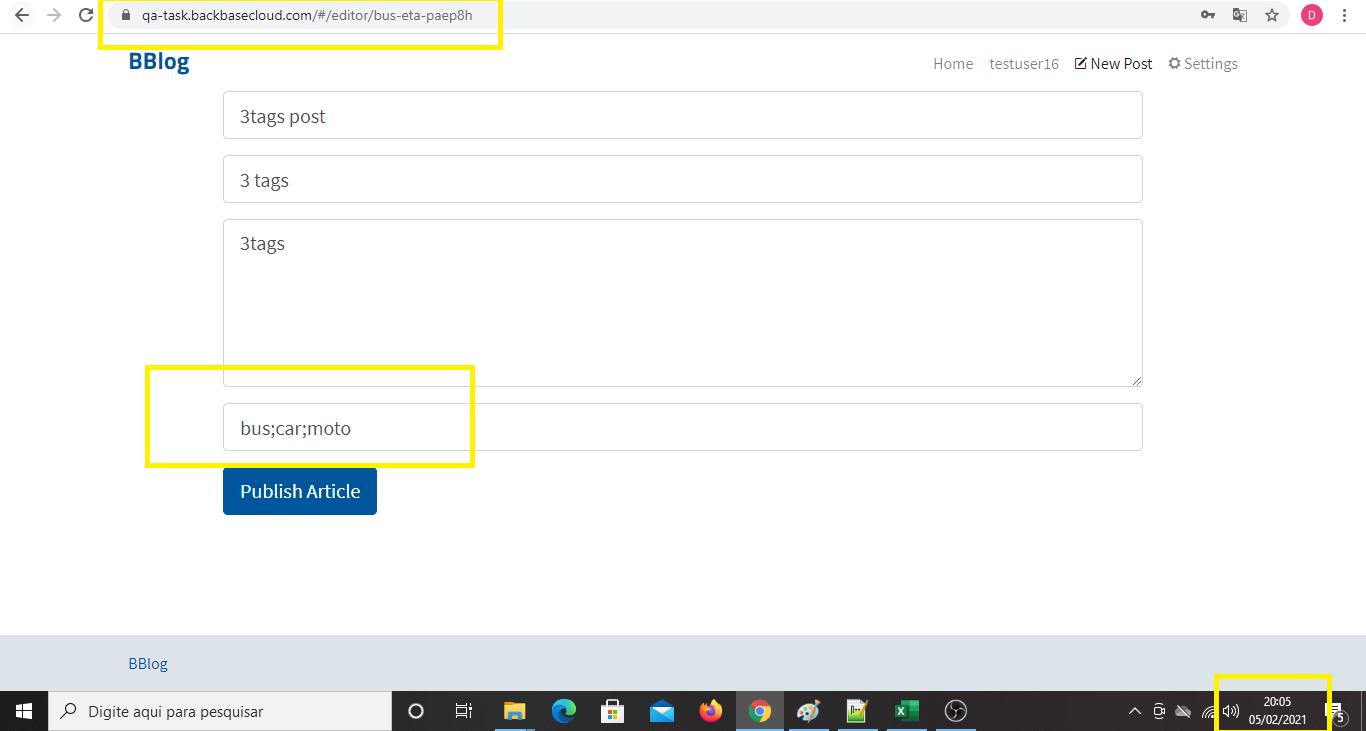 qa-task.backbasecloud.com/#/editor/bus-eta-paep8h
D
BBlog
Home testuser16 New Post Settings
3tags post
3 tags
3tags
bus;car;moto
Publish Article
BBlog
Digite aqui para pesquisar
20:05
05/02/2021
5